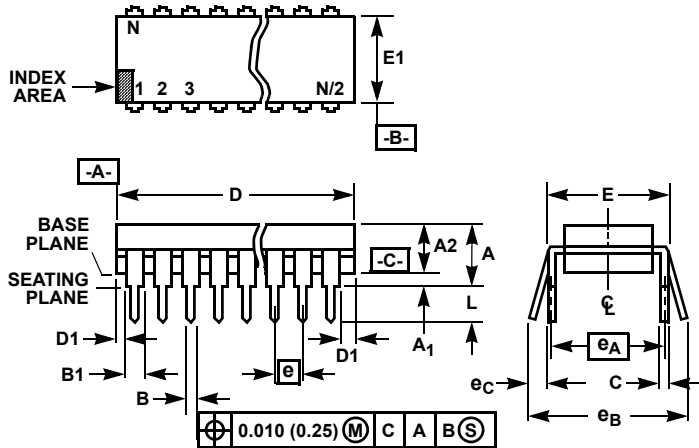 N
E1
INDEX
AREA
1 2 3 N/2
-B-
-A-
D
E
BASE
PLANE
A2
A
-C-
SEATING
PLANE
L
℄
D1
A1
D1
eA
B1
e
eC
C
B
eB
⌖ 0.010 (0.25) Ⓜ C A B Ⓢ